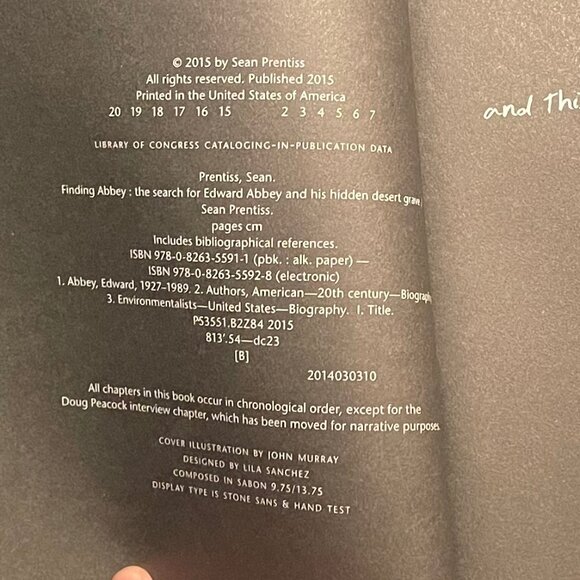 © 2015 by Sean Prentiss
All rights reserved. Published 2015
Printed in the United States of America
20 19 18 17 16 15 2 3 4 5 6 7
LIBRARY OF CONGRESS CATALOGING-IN-PUBLICATION DATA
Prentiss, Sean.
Finding Abbey : the search for Edward Abbey and his hidden desert grave
Sean Prentiss.
pages cm
Includes bibliographical references.
ISBN 978-0-8263-5591-1 (pbk. : alk. paper) —
ISBN 978-0-8263-5592-8 (electronic)
1. Abbey, Edward, 1927–1989. 2. Authors, American—20th century—Biography
3. Environmentalists—United States—Biography. I. Title.
PS3551.B2Z84 2015
813'.54—dc23
[B]
2014030310
All chapters in this book occur in chronological order, except for the
Doug Peacock interview chapter, which has been moved for narrative purposes
COVER ILLUSTRATION BY JOHN MURRAY
DESIGNED BY LILA SANCHEZ
COMPOSED IN SABON 9.75/13.75
DISPLAY TYPE IS STONE SANS & HAND TEST
and